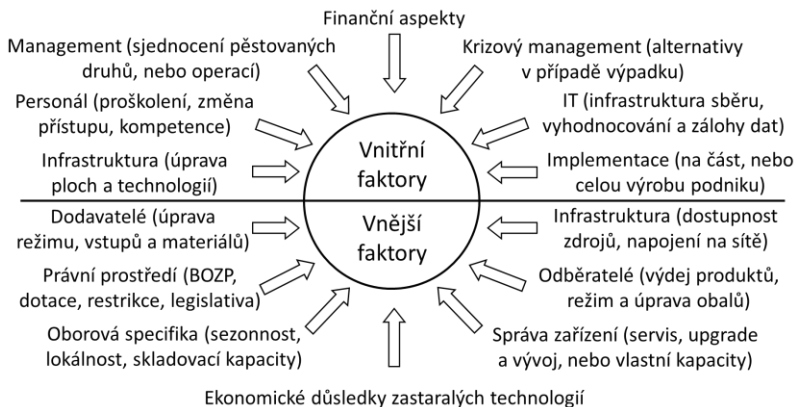 Finanční aspekty
Management (sjednocení pěstovaných
druhů, nebo operací)
Krizový management (alternativy
v případě výpadku)
Personál (proškolení, změna
přístupu, kompetence)
IT (infrastruktura sběru,
vyhodnocování a zálohy dat)
Infrastruktura (úprava
ploch a technologií)
Vnitřní
faktory
Implementace (na část, nebo
celou výrobu podniku)
Dodavatelé (úprava
režimu, vstupů a materiálů)
Vnější
faktory
Infrastruktura (dostupnost
zdrojů, napojení na sítě)
Právní prostředí (BOZP,
dotace, restrikce, legislativa)
Odběratelé (výdej produktů,
režim a úprava obalů)
Oborová specifika (sezonnost,
lokálnost, skladovací kapacity)
Správa zařízení (servis, upgrade
a vývoj, nebo vlastní kapacity)
Ekonomické důsledky zastaralých technologií